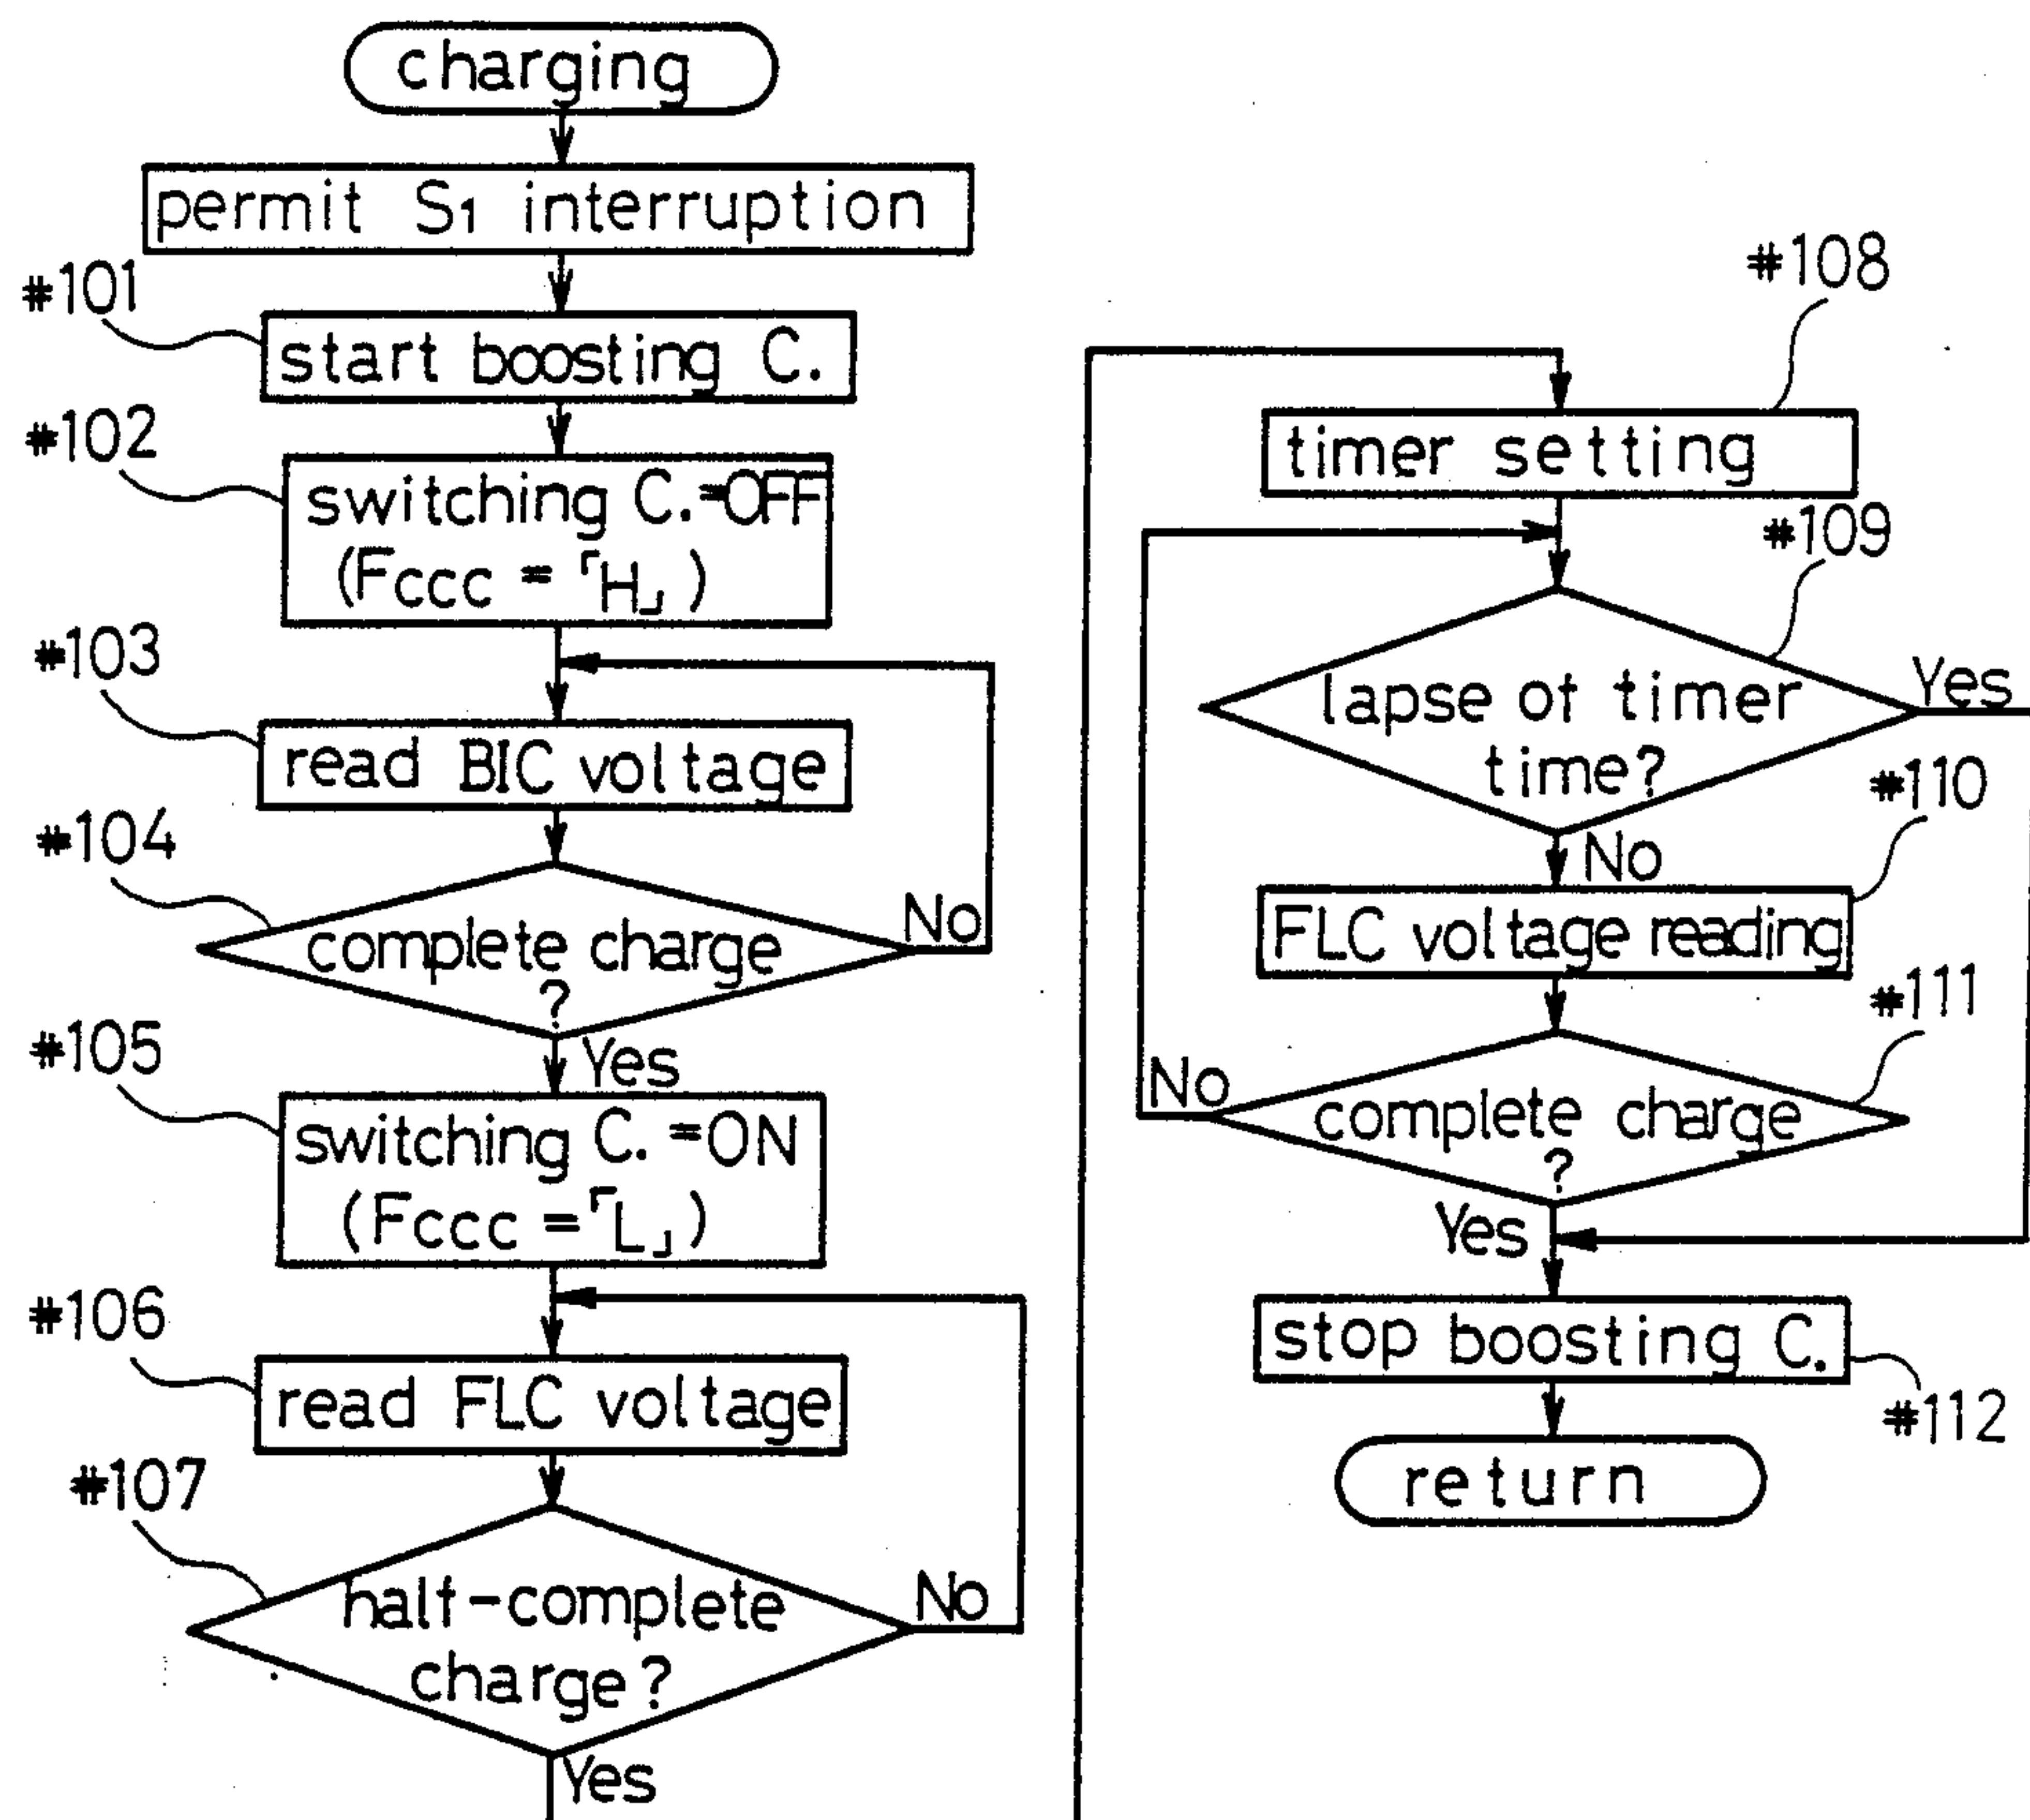 charging
permit S1 interruption
#101
start boosting C.
#102
switching C.=OFF
(FCCC = 「H」)
#103
read BIC voltage
#104
complete charge
?
No
Yes
#105
switching C.=ON
(FCCC = 「L」)
#106
read FLC voltage
#107
half-complete
charge?
No
Yes
#108
timer setting
#109
lapse of timer
time?
Yes
No
#110
FLC voltage reading
#111
complete charge
?
No
Yes
stop boosting C.
#112
return